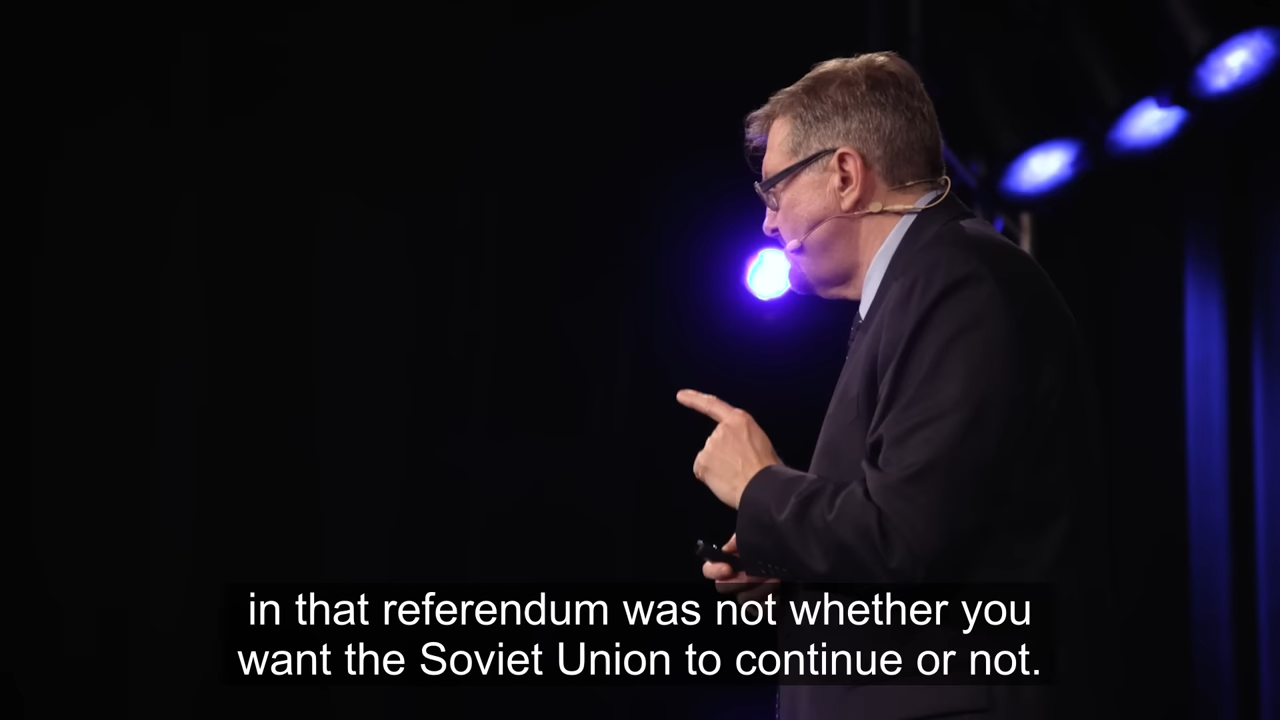 in that referendum was not whether you
want the Soviet Union to continue or not.